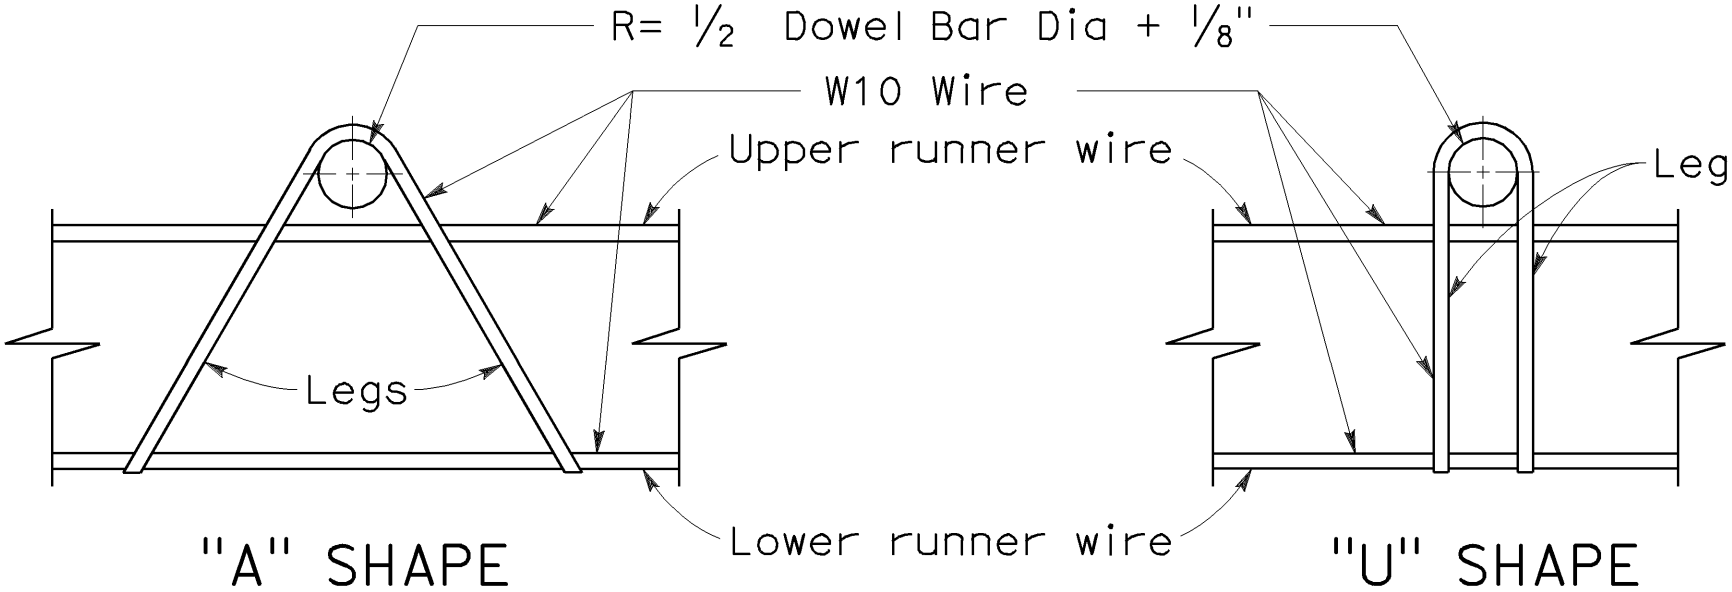 R= 1/2 Dowel Bar Dia + 1/8"
W10 Wire
Upper runner wire
Leg
Legs
Lower runner wire
"A" SHAPE
"U" SHAPE